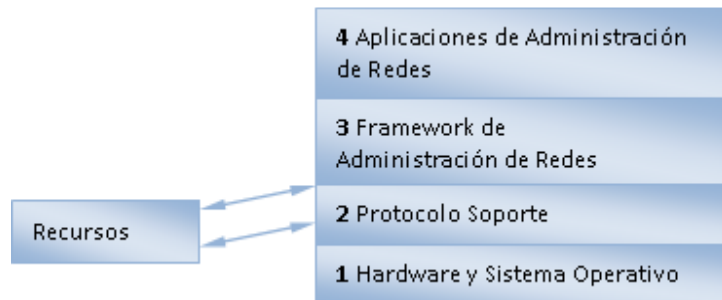 4 Aplicaciones de Administración
de Redes
3 Framework de
Administración de Redes
Recursos
2 Protocolo Soporte
1 Hardware y Sistema Operativo